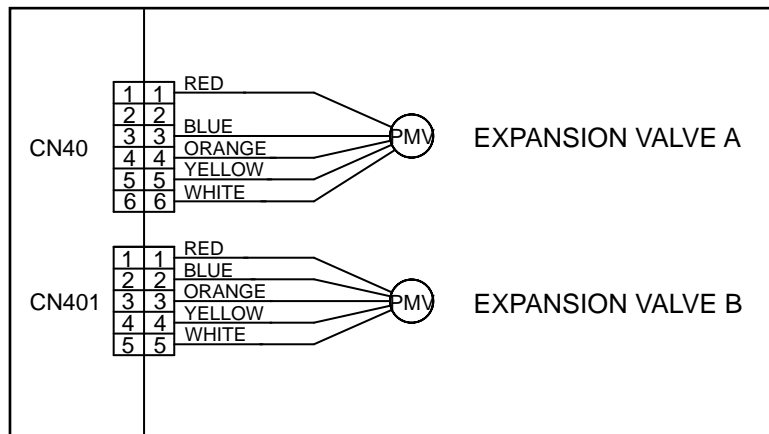 1 1 RED
2 2
3 3 BLUE
4 4 ORANGE
5 5 YELLOW
6 6 WHITE
CN40
PMV
EXPANSION VALVE A
1 1 RED
2 2 BLUE
3 3 ORANGE
4 4 YELLOW
5 5 WHITE
CN401
PMV
EXPANSION VALVE B